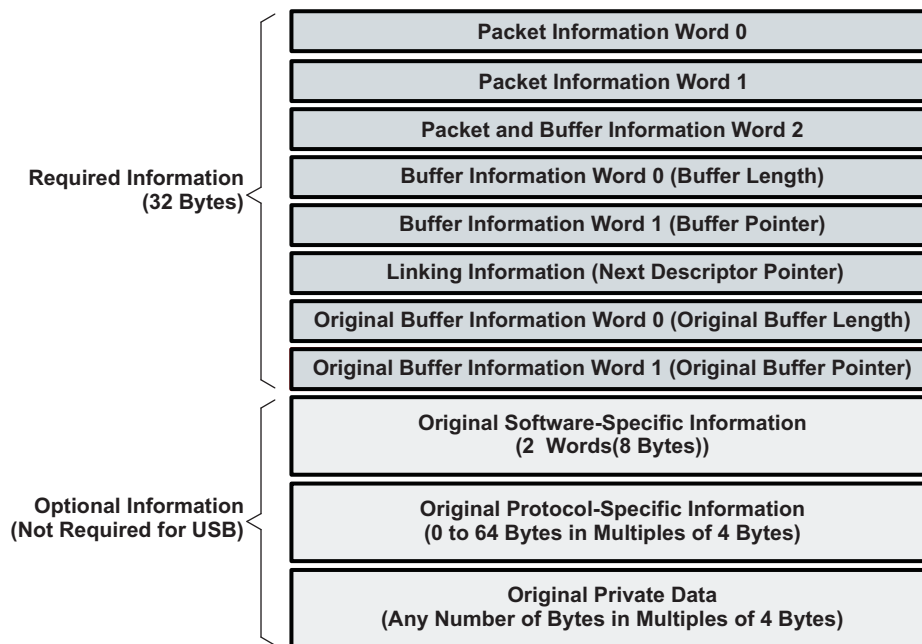 Packet Information Word 0
Packet Information Word 1
Packet and Buffer Information Word 2
Required Information
(32 Bytes)
Buffer Information Word 0 (Buffer Length)
Buffer Information Word 1 (Buffer Pointer)
Linking Information (Next Descriptor Pointer)
Original Buffer Information Word 0 (Original Buffer Length)
Original Buffer Information Word 1 (Original Buffer Pointer)
Original Software-Specific Information
(2 Words(8 Bytes))
Optional Information
(Not Required for USB)
Original Protocol-Specific Information
(0 to 64 Bytes in Multiples of 4 Bytes)
Original Private Data
(Any Number of Bytes in Multiples of 4 Bytes)